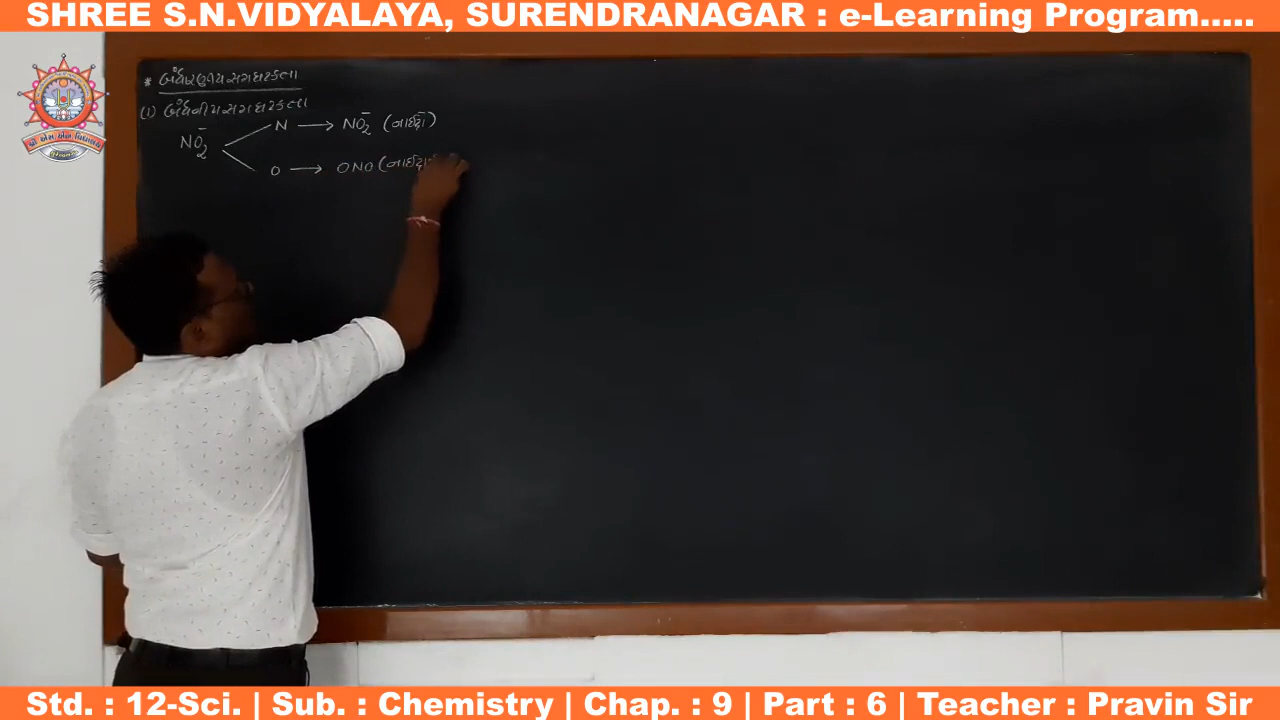 SHREE S.N.VIDYALAYA, SURENDRANAGAR : e-Learning Program.....
* બંધારણીય સમઘટકતા
(1) બંધનીય સમઘટકતા
NO₂⁻
N → NO₂⁻ (નાઈટ્રો)
O → ONO
Std. : 12-Sci. | Sub. : Chemistry | Chap. : 9 | Part : 6 | Teacher : Pravin Sir